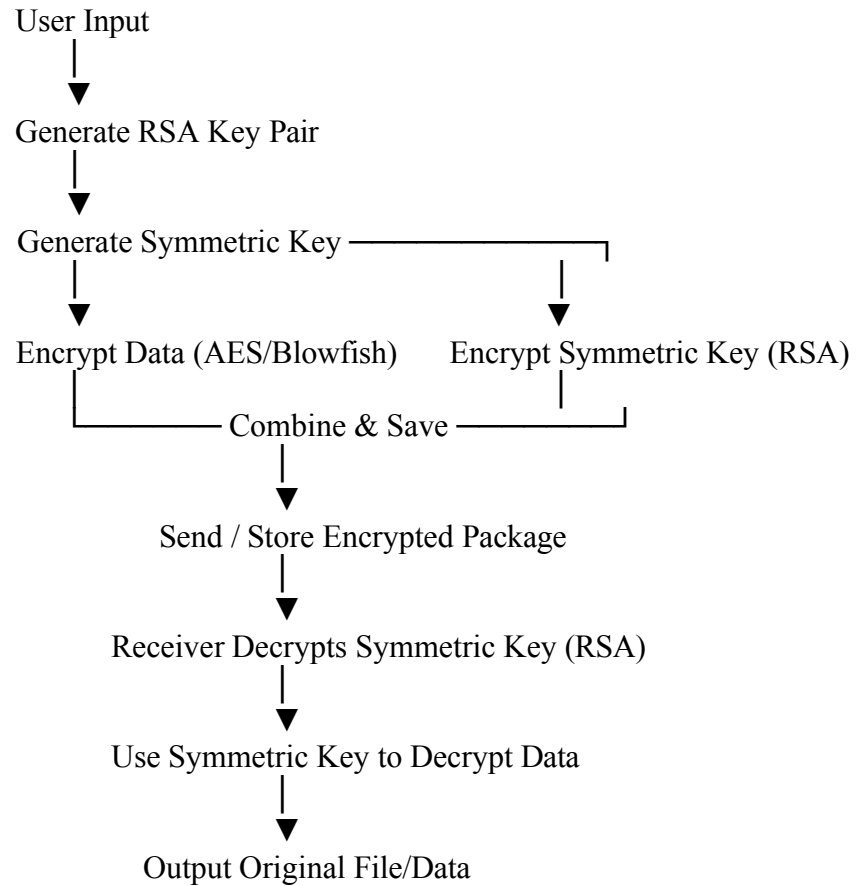 User Input
Generate RSA Key Pair
Generate Symmetric Key
Encrypt Data (AES/Blowfish) Encrypt Symmetric Key (RSA)
Combine & Save
Send / Store Encrypted Package
Receiver Decrypts Symmetric Key (RSA)
Use Symmetric Key to Decrypt Data
Output Original File/Data